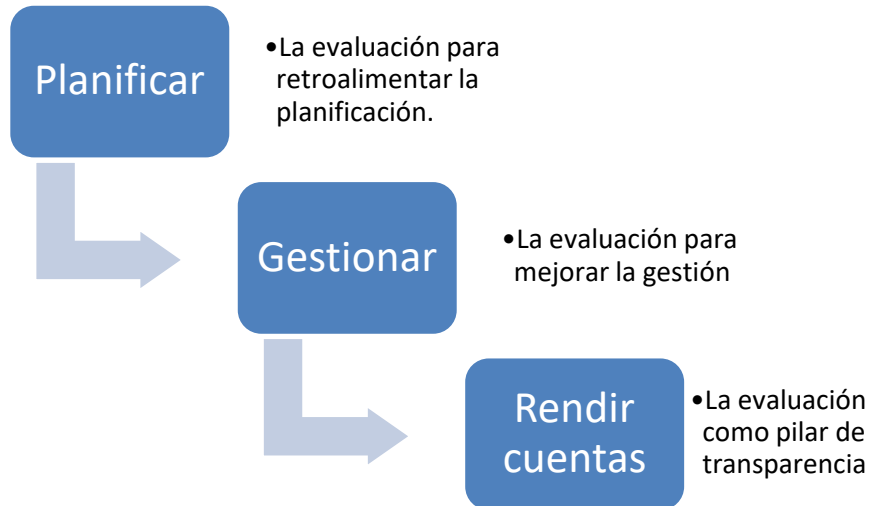 Planificar
•La evaluación para
retroalimentar la
planificación.
Gestionar
•La evaluación para
mejorar la gestión
Rendir
cuentas
•La evaluación
como pilar de
transparencia